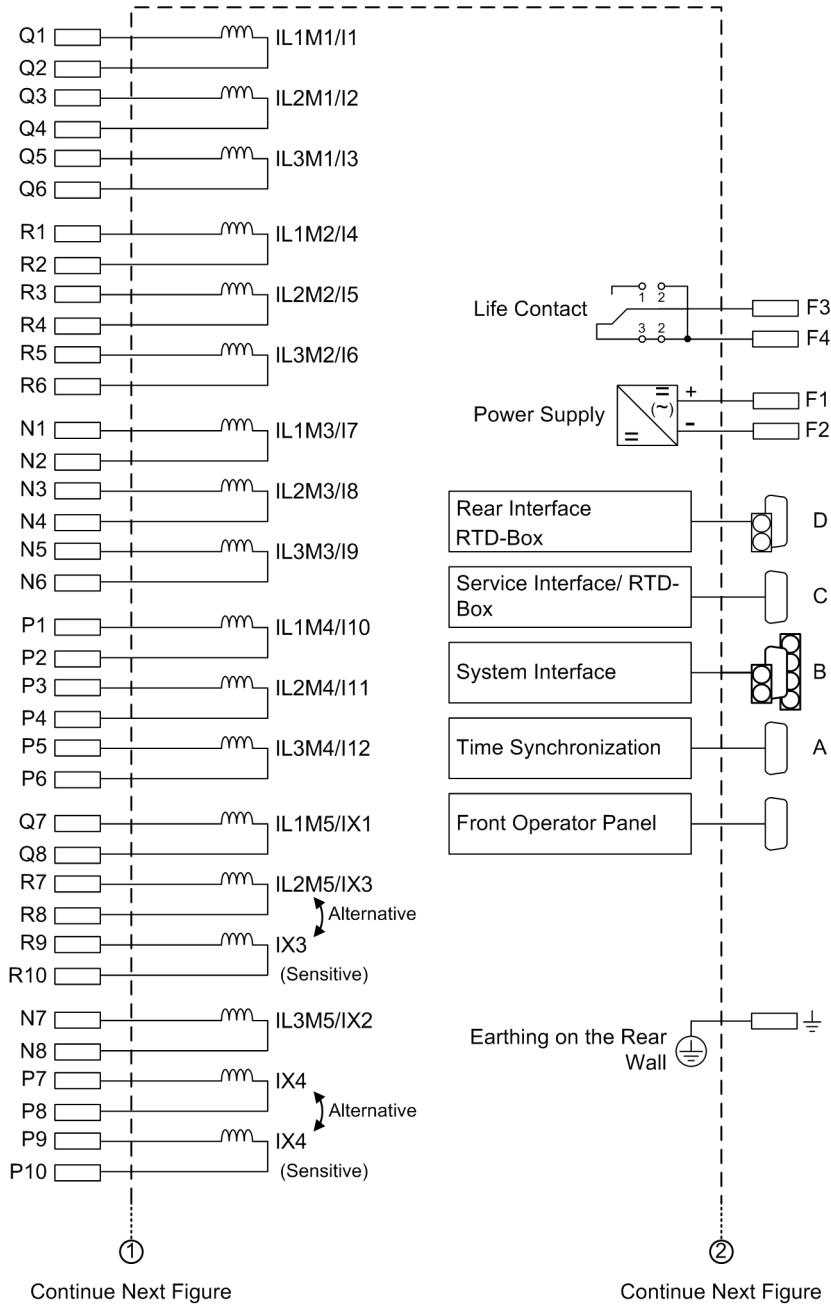 Q1
IL1M1/I1
Q2
Q3
IL2M1/I2
Q4
Q5
IL3M1/I3
Q6
R1
IL1M2/I4
R2
R3
IL2M2/I5
R4
R5
IL3M2/I6
R6
N1
IL1M3/I7
N2
N3
IL2M3/I8
N4
N5
IL3M3/I9
N6
P1
IL1M4/I10
P2
P3
IL2M4/I11
P4
P5
IL3M4/I12
P6
Q7
IL1M5/IX1
Q8
R7
IL2M5/IX3
R8
Alternative
R9
IX3
R10
(Sensitive)
N7
IL3M5/IX2
N8
P7
IX4
P8
Alternative
P9
IX4
P10
(Sensitive)
1
Continue Next Figure
Life Contact
1 2
3 2
F3
F4
Power Supply
= (~)
=
+
-
F1
F2
Rear Interface
RTD-Box
D
Service Interface/ RTD-
Box
C
System Interface
B
Time Synchronization
A
Front Operator Panel
Earthing on the Rear
Wall
2
Continue Next Figure